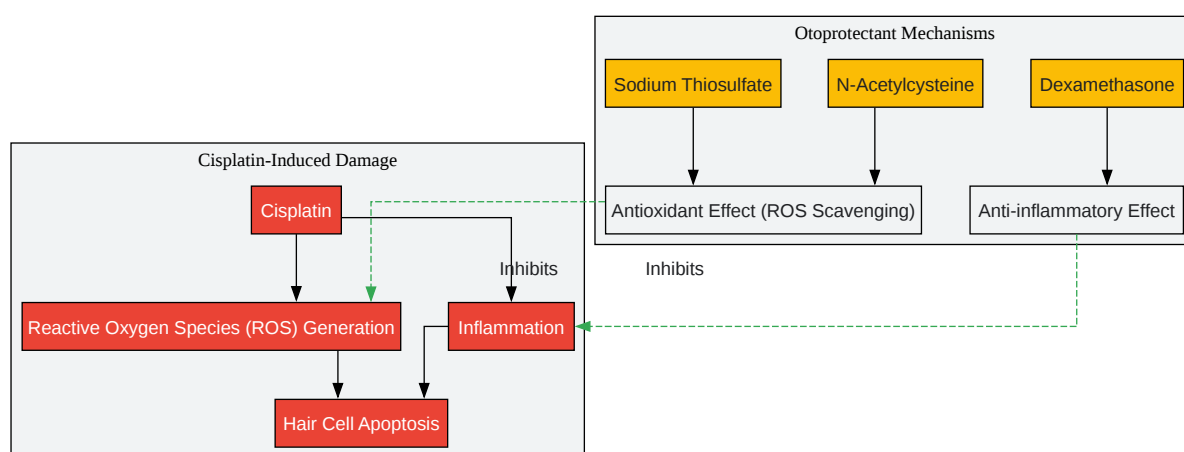 Otoprotectant Mechanisms
Sodium Thiosulfate
N-Acetylcysteine
Dexamethasone
Antioxidant Effect (ROS Scavenging)
Anti-inflammatory Effect
Cisplatin-Induced Damage
Cisplatin
Inhibits
Inhibits
Reactive Oxygen Species (ROS) Generation
Inflammation
Hair Cell Apoptosis